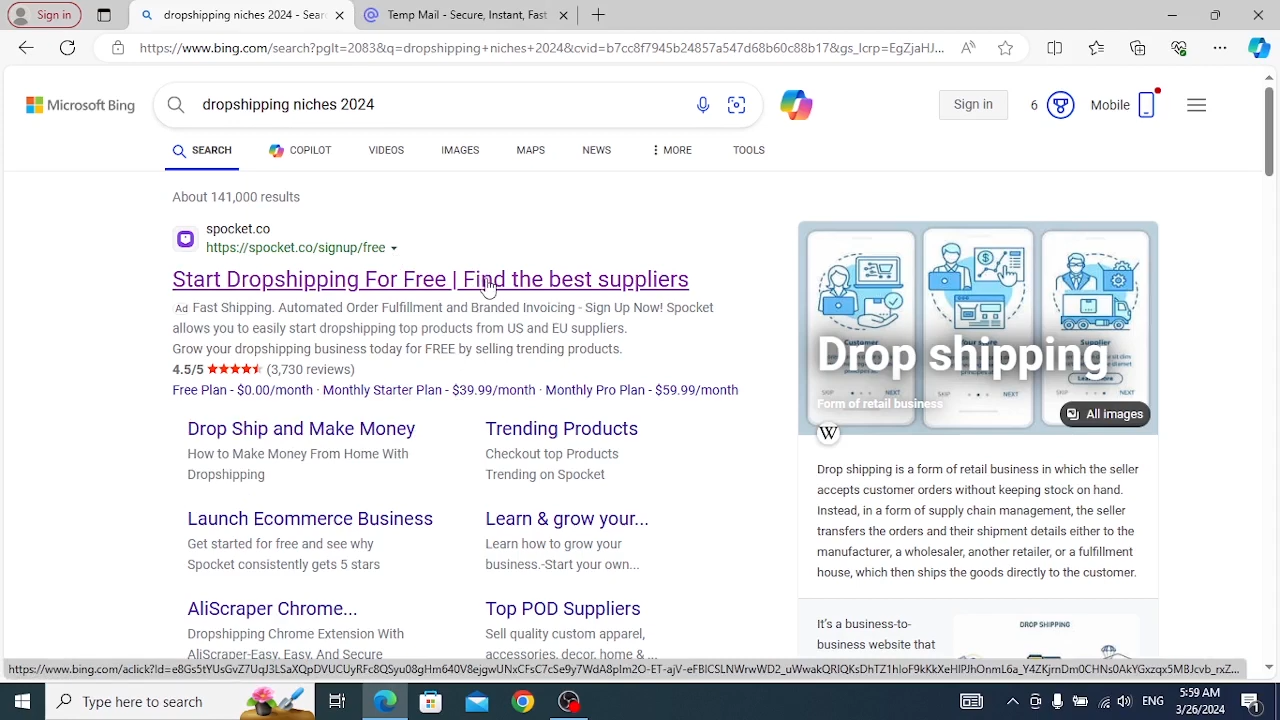 Sign in
dropshipping niches 2024
Temp Mail - Secure, Instant, Fast
https://www.bing.com/search?pglt=2083&q=dropshipping+niches+2024&cvid=b7cc8f7945b24857a547d68b60c88b17&gs_lcrp=EgZjaHJ...
Microsoft Bing
dropshipping niches 2024
Sign in
6
Mobile
SEARCH
COPILOT
VIDEOS
IMAGES
MAPS
NEWS
MORE
TOOLS
About 141,000 results
spocket.co
https://spocket.co/signup/free
Start Dropshipping For Free | Find the best suppliers
Ad Fast Shipping. Automated Order Fulfillment and Branded Invoicing - Sign Up Now! Spocket
allows you to easily start dropshipping top products from US and EU suppliers.
Grow your dropshipping business today for FREE by selling trending products.
4.5/5 ★★★★★ (3,730 reviews)
Free Plan - $0.00/month · Monthly Starter Plan - $39.99/month · Monthly Pro Plan - $59.99/month
Drop Ship and Make Money
How to Make Money From Home With
Dropshipping
Trending Products
Checkout top Products
Trending on Spocket
Launch Ecommerce Business
Get started for free and see why
Spocket consistently gets 5 stars
Learn & grow your...
Learn how to grow your
business.-Start your own...
AliScraper Chrome...
Dropshipping Chrome Extension With
AliScraper-Easy, Easy, And Secure
Top POD Suppliers
Sell quality custom apparel,
accessories, decor, home & ...
Drop shipping
Form of retail business
NEXT
NEXT
NEXT
All images
W
Drop shipping is a form of retail business in which the seller
accepts customer orders without keeping stock on hand.
Instead, in a form of supply chain management, the seller
transfers the orders and their shipment details either to the
manufacturer, a wholesaler, another retailer, or a fulfillment
house, which then ships the goods directly to the customer.
It's a business-to-
business website that
DROP SHIPPING
Type here to search
ENG
5:59 AM
3/26/2024
1